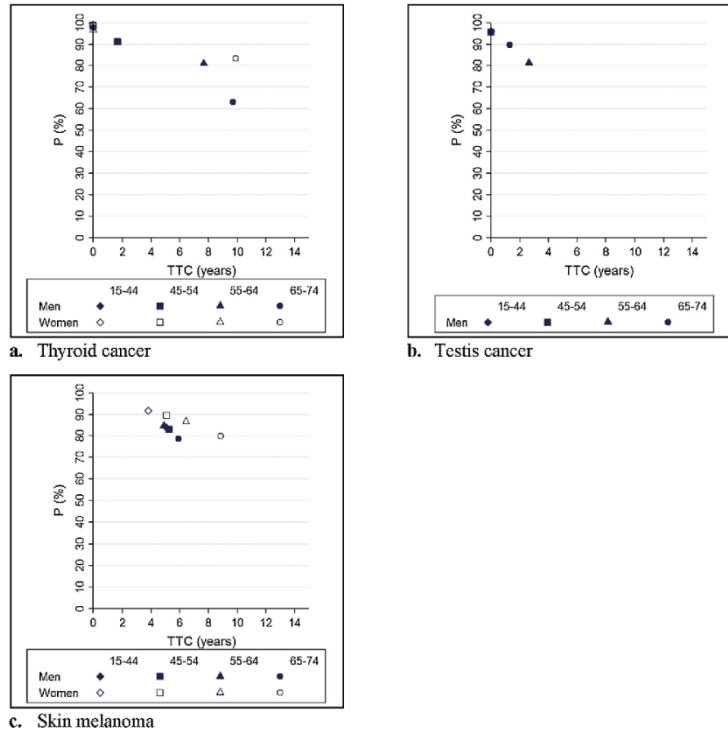 100
90
80
70
60
50
40
30
20
10
0
P (%)
0 2 4 6 8 10 12 14
TTC (years)
15-44 45-54 55-64 65-74
Men
Women
a. Thyroid cancer
100
90
80
70
60
50
40
30
20
10
0
P (%)
0 2 4 6 8 10 12 14
TTC (years)
15-44 45-54 55-64 65-74
Men
b. Testis cancer
100
90
80
70
60
50
40
30
20
10
0
P (%)
0 2 4 6 8 10 12 14
TTC (years)
15-44 45-54 55-64 65-74
Men
Women
c. Skin melanoma